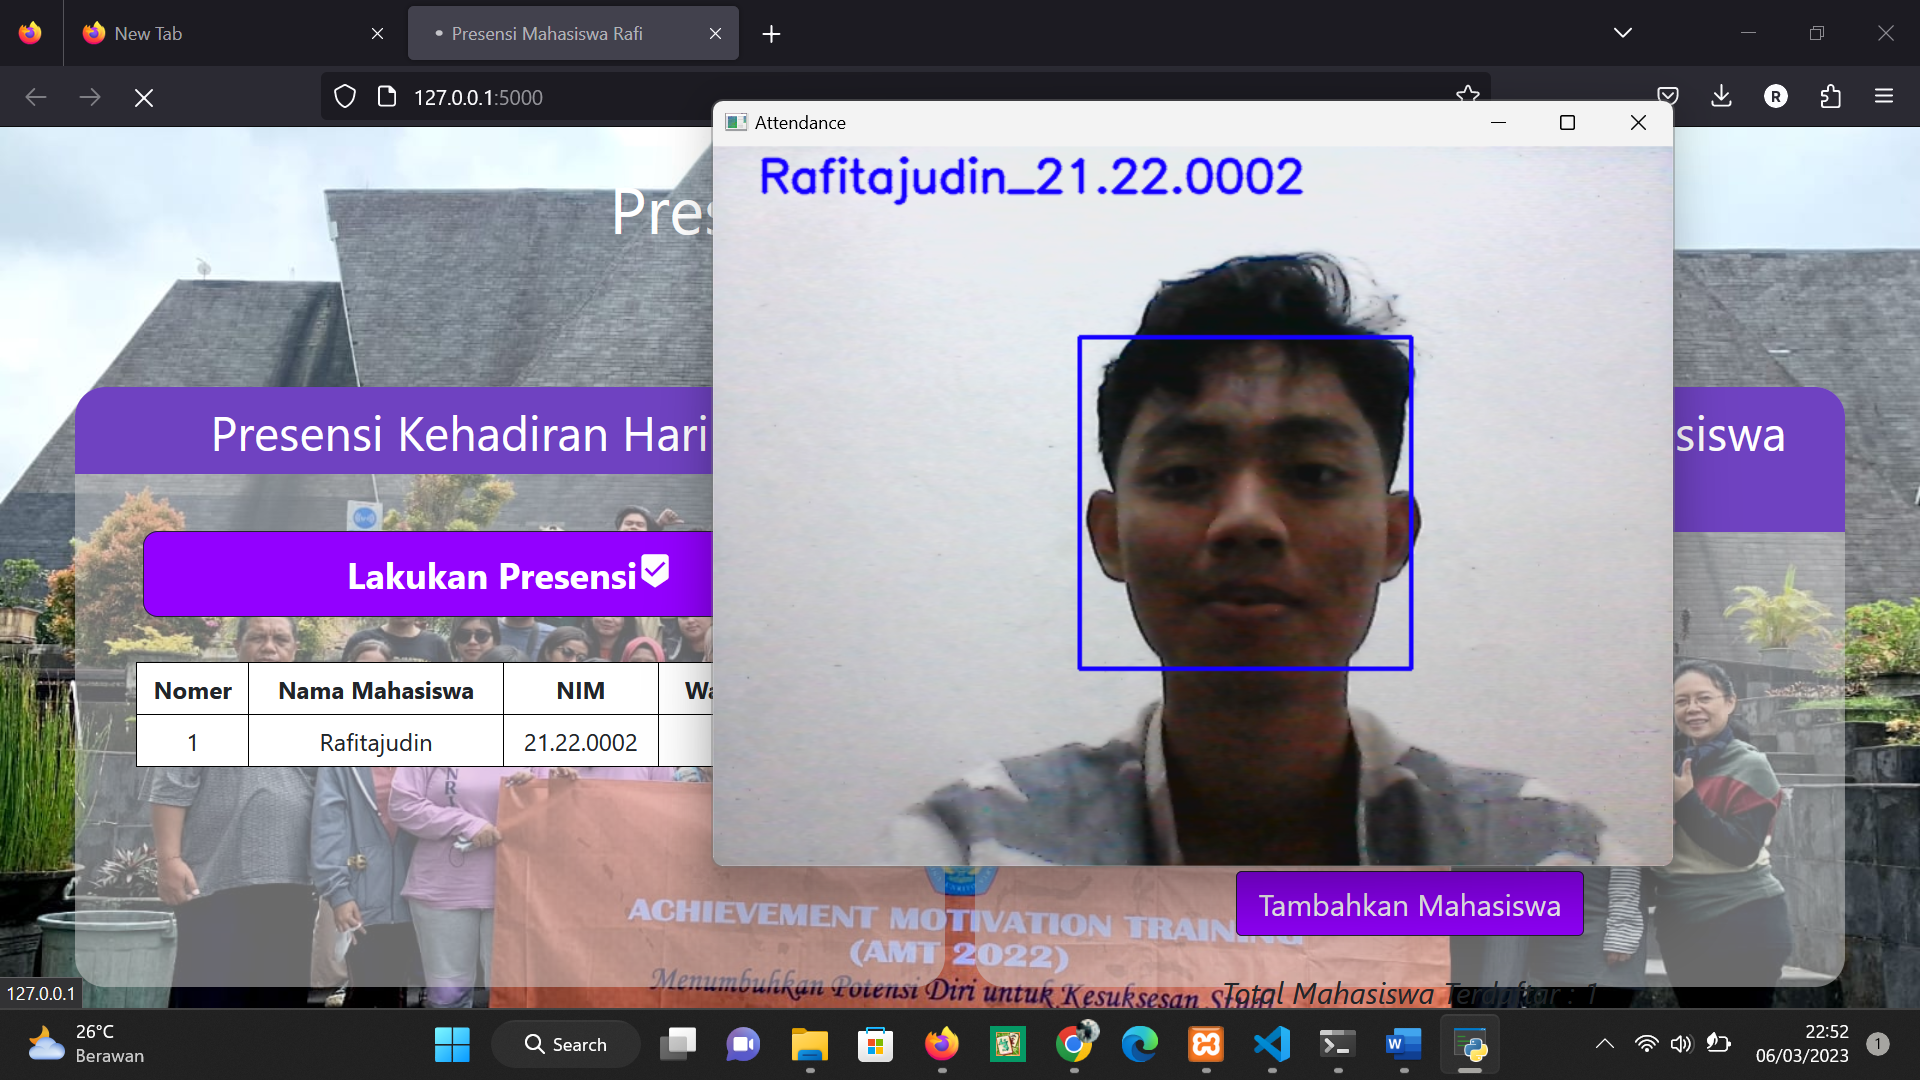 New Tab
Presensi Mahasiswa Rafi
127.0.0.1:5000
R
Attendance
Rafitajudin_21.22.0002
Pres
Presensi Kehadiran Hari
siswa
Lakukan Presensi
Nomer
Nama Mahasiswa
NIM
Wa
1
Rafitajudin
21.22.0002
ACHIEVEMENT MOTIVATION TRAINING
(AMT 2022)
Menumbuhkan Potensi Diri untuk Kesuksesan Studi
Tambahkan Mahasiswa
Total Mahasiswa Terdaftar : 1
127.0.0.1
26°C
Berawan
Search
22:52
06/03/2023
1